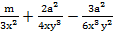 m/3x² + 2a²/4xy³ − 3a²/6x³y²